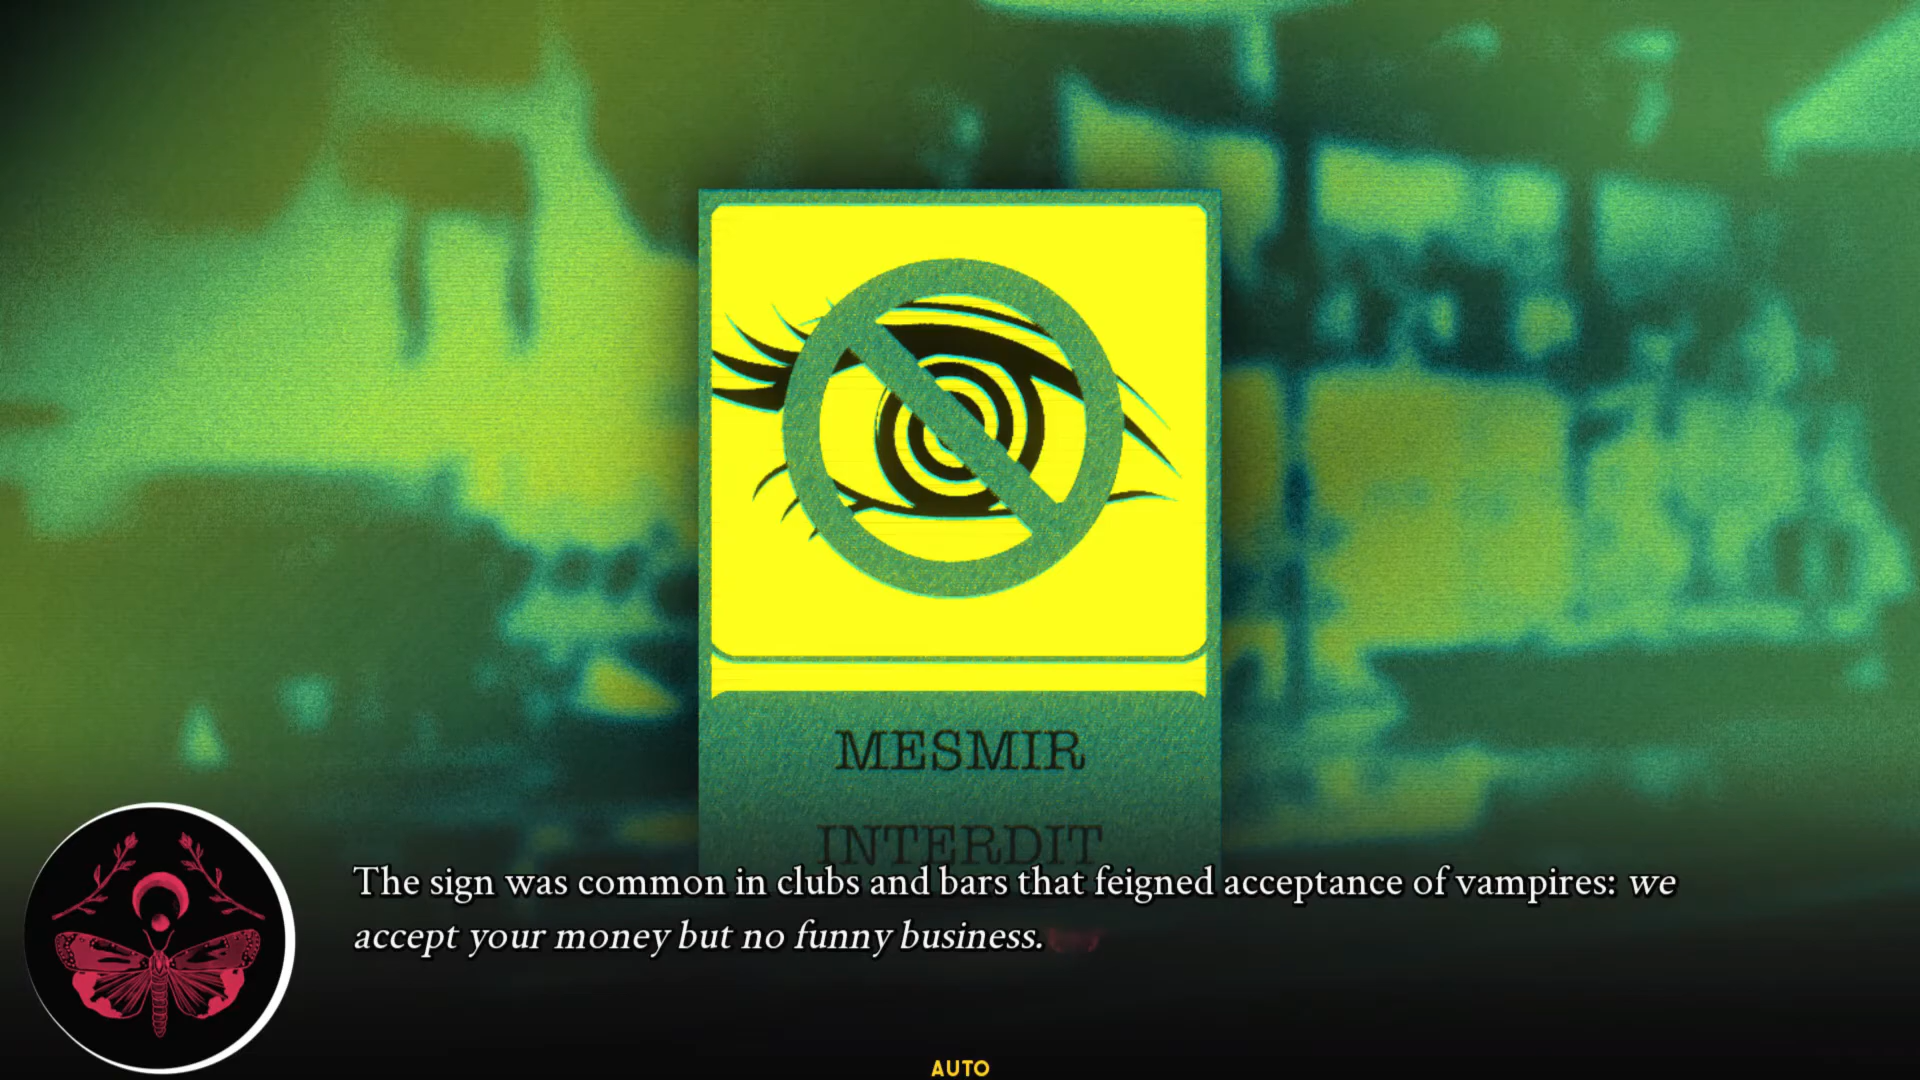 MESMIR
INTERDIT
The sign was common in clubs and bars that feigned acceptance of vampires: we
accept your money but no funny business.
AUTO